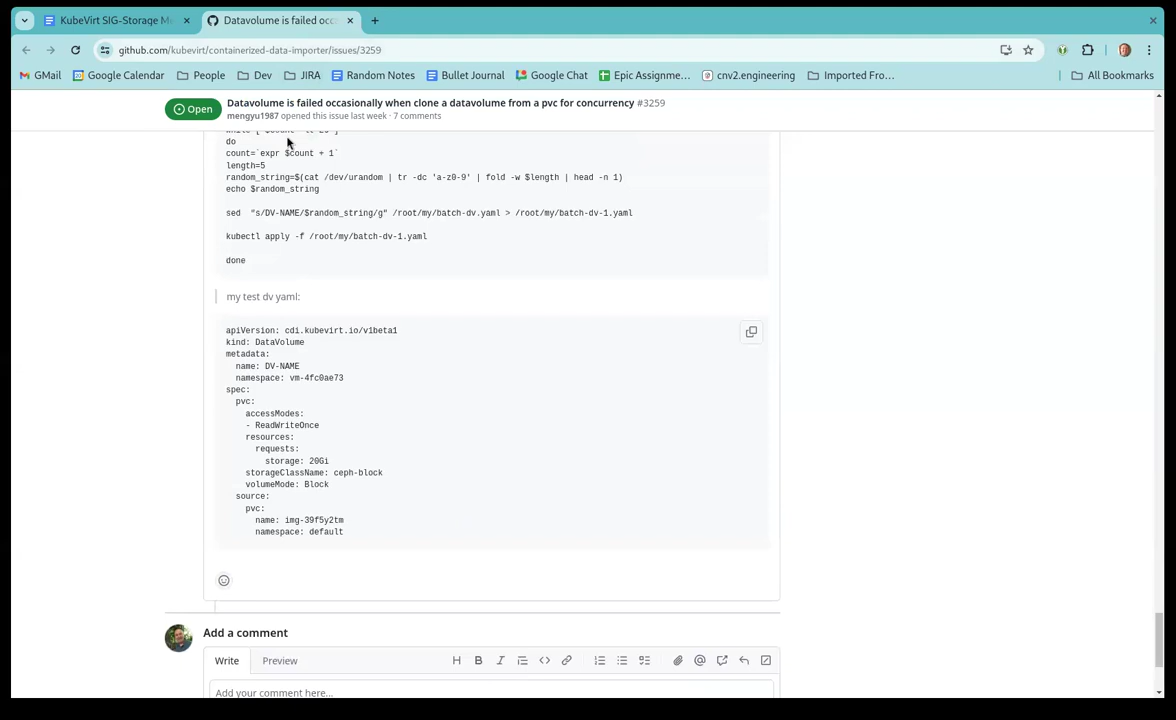 KubeVirt SIG-Storage M
Datavolume is failed occ
github.com/kubevirt/containerized-data-importer/issues/3259
GMail
Google Calendar
People
Dev
JIRA
Random Notes
Bullet Journal
Google Chat
Epic Assignme...
cnv2.engineering
Imported Fro...
All Bookmarks
Open
Datavolume is failed occasionally when clone a datavolume from a pvc for concurrency #3259
mengyu1987 opened this issue last week · 7 comments
do
count=`expr $count + 1`
length=5
random_string=$(cat /dev/urandom | tr -dc 'a-z0-9' | fold -w $length | head -n 1)
echo $random_string
sed  "s/DV-NAME/$random_string/g" /root/my/batch-dv.yaml > /root/my/batch-dv-1.yaml
kubectl apply -f /root/my/batch-dv-1.yaml
done
my test dv yaml:
apiVersion: cdi.kubevirt.io/v1beta1
kind: DataVolume
metadata:
  name: DV-NAME
  namespace: vm-4fc0ae73
spec:
  pvc:
    accessModes:
    - ReadWriteOnce
    resources:
      requests:
        storage: 20Gi
    storageClassName: ceph-block
    volumeMode: Block
  source:
    pvc:
      name: img-39f5y2tm
      namespace: default
Add a comment
Write
Preview
Add your comment here...